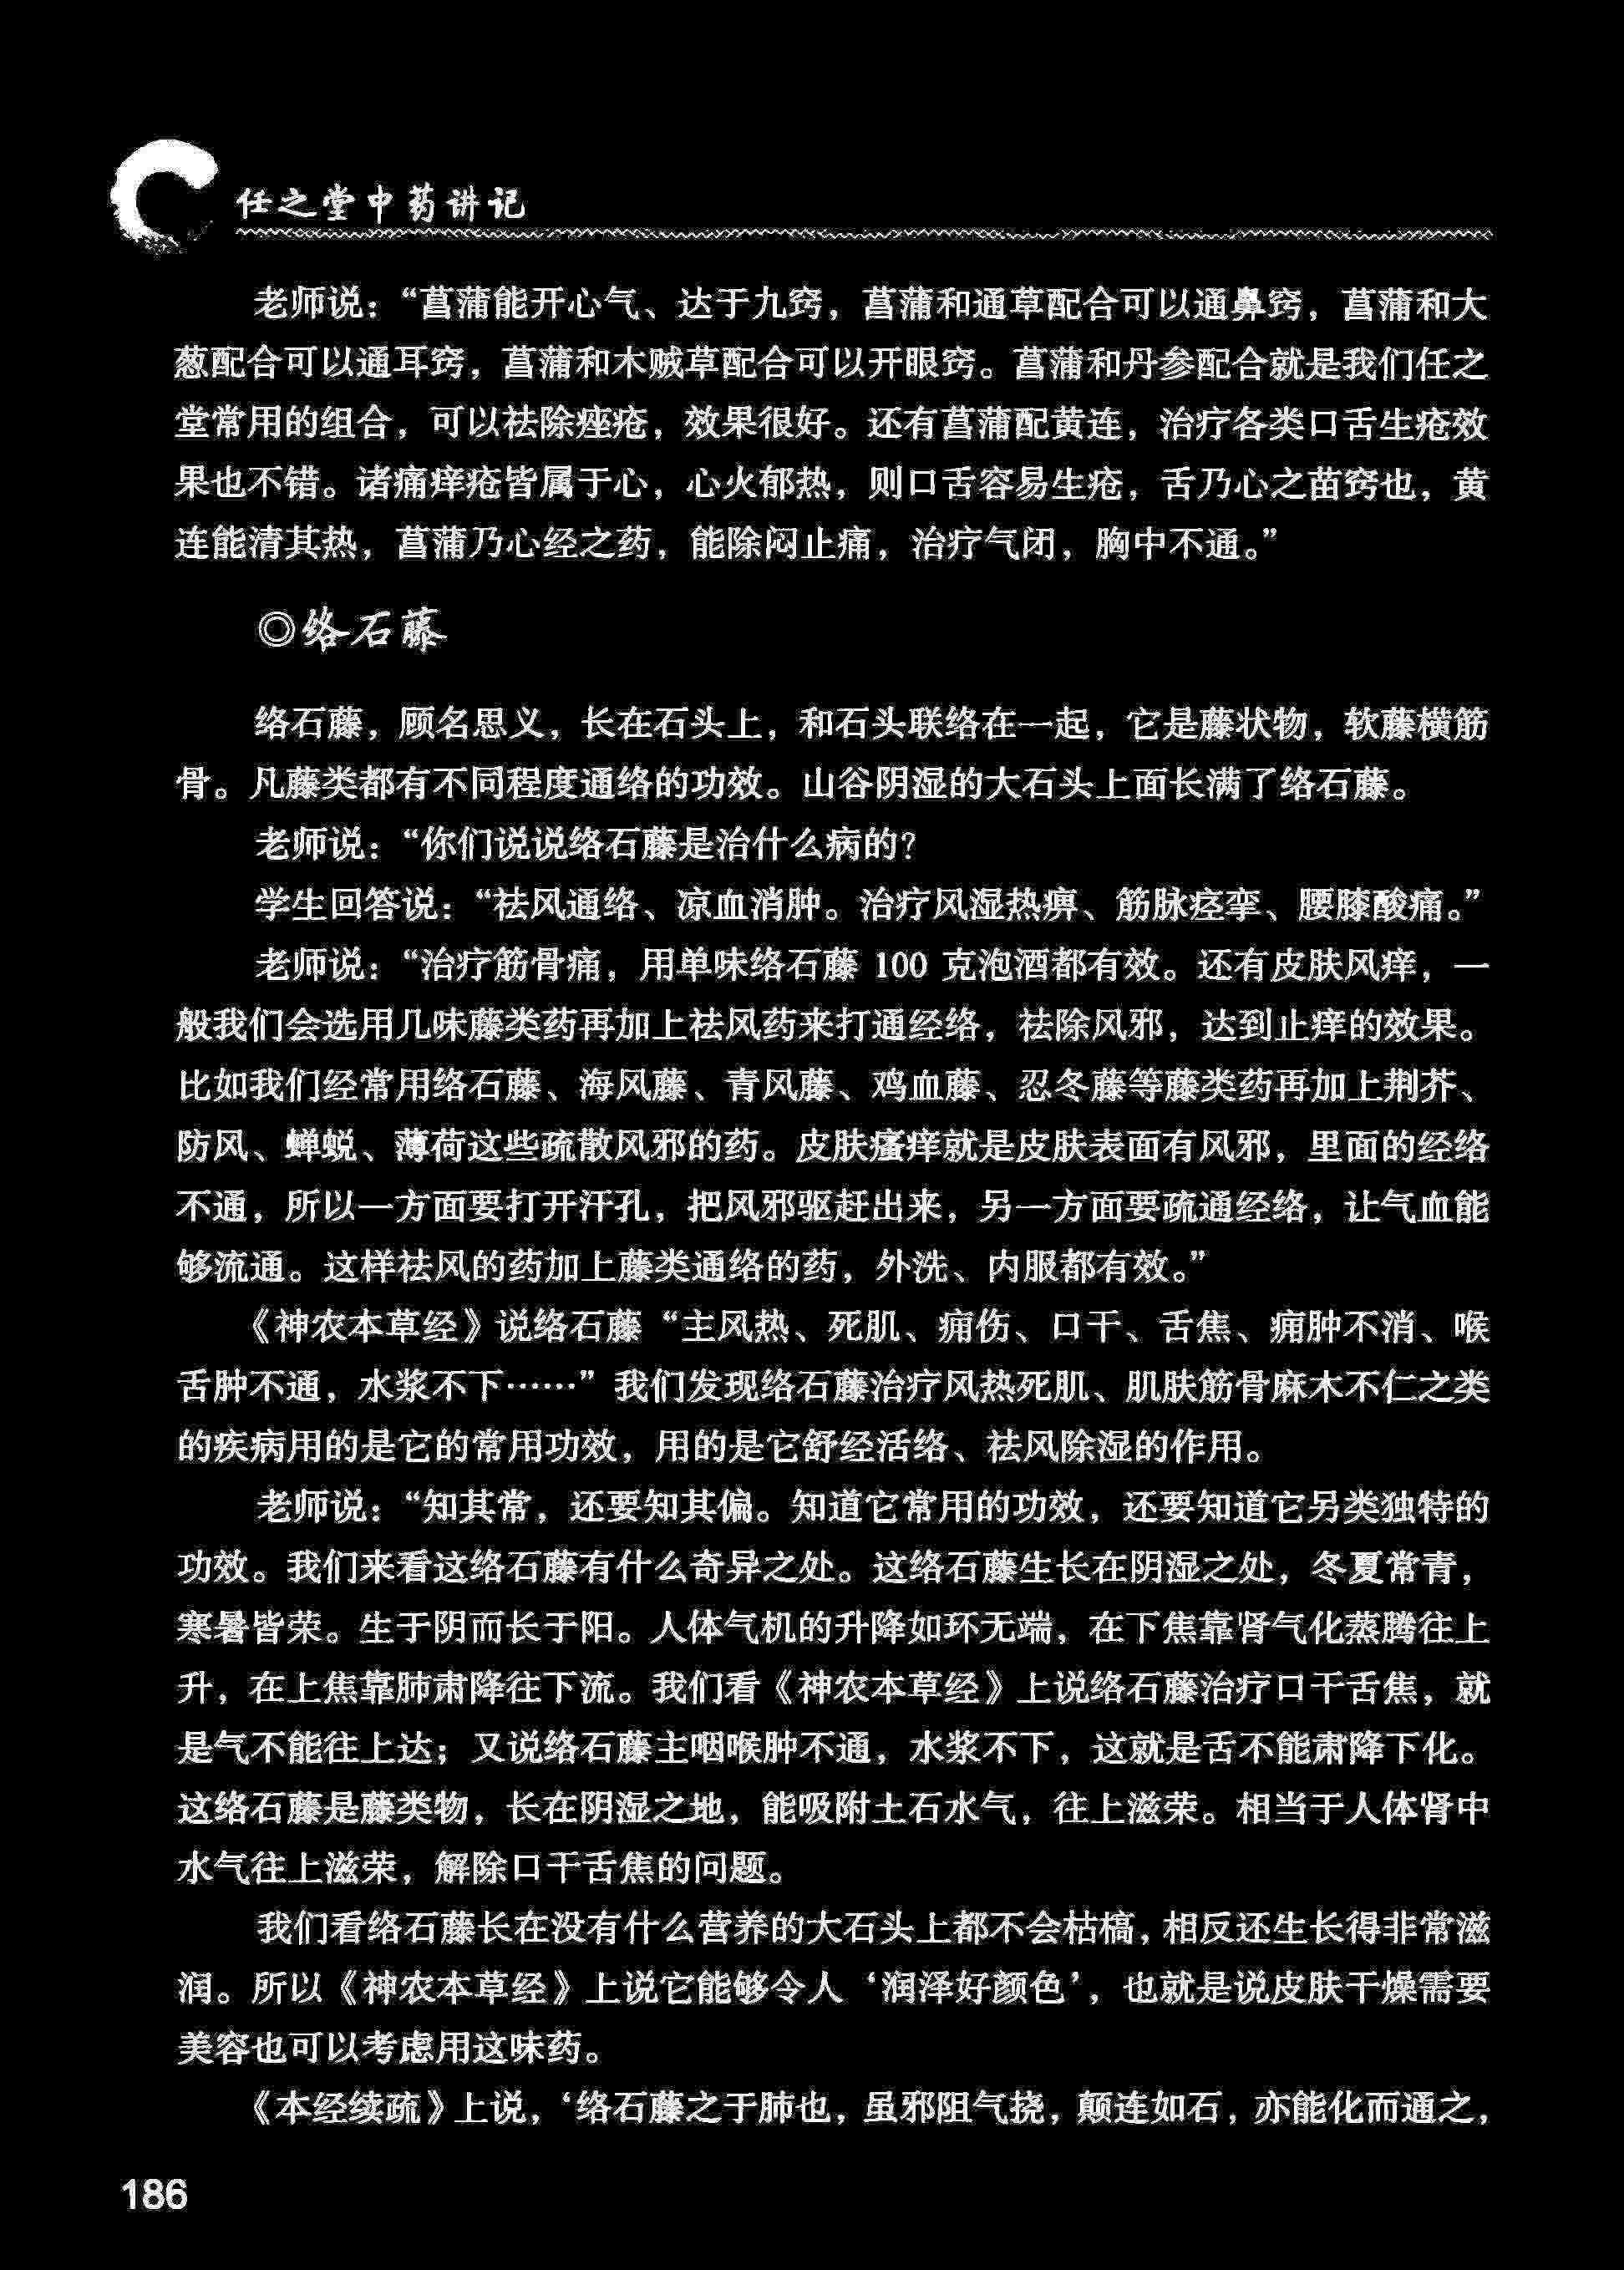 任之堂中药讲记
老师说：“菖蒲能开心气、达于九窍，菖蒲和通草配合可以通鼻窍，菖蒲和大
葱配合可以通耳窍，菖蒲和木贼草配合可以开眼窍。菖蒲和丹参配合就是我们任之
堂常用的组合，可以祛除痤疮，效果很好。还有菖蒲配黄连，治疗各类口舌生疮效
果也不错。诸痛痒疮皆属于心，心火郁热，则口舌容易生疮，舌乃心之苗窍也，黄
连能清其热，菖蒲乃心经之药，能除闷止痛，治疗气闭，胸中不通。”
◎络石藤
络石藤，顾名思义，长在石头上，和石头联络在一起，它是藤状物，软藤横筋
骨。凡藤类都有不同程度通络的功效。山谷阴湿的大石头上面长满了络石藤。
老师说：“你们说说络石藤是治什么病的？
学生回答说：“祛风通络、凉血消肿。治疗风湿热痹、筋脉痉挛、腰膝酸痛。”
老师说：“治疗筋骨痛，用单味络石藤 100 克泡酒都有效。还有皮肤风痒，一
般我们会选用几味藤类药再加上祛风药来打通经络，祛除风邪，达到止痒的效果。
比如我们经常用络石藤、海风藤、青风藤、鸡血藤、忍冬藤等藤类药再加上荆芥、
防风、蝉蜕、薄荷这些疏散风邪的药。皮肤瘙痒就是皮肤表面有风邪，里面的经络
不通，所以一方面要打开汗孔，把风邪驱赶出来，另一方面要疏通经络，让气血能
够流通。这样祛风的药加上藤类通络的药，外洗、内服都有效。”
《神农本草经》说络石藤“主风热、死肌、痈伤、口干、舌焦、痈肿不消、喉
舌肿不通，水浆不下……”我们发现络石藤治疗风热死肌、肌肤筋骨麻木不仁之类
的疾病用的是它的常用功效，用的是它舒经活络、祛风除湿的作用。
老师说：“知其常，还要知其偏。知道它常用的功效，还要知道它另类独特的
功效。我们来看这络石藤有什么奇异之处。这络石藤生长在阴湿之处，冬夏常青，
寒暑皆荣。生于阴而长于阳。人体气机的升降如环无端，在下焦靠肾气化蒸腾往上
升，在上焦靠肺肃降往下流。我们看《神农本草经》上说络石藤治疗口干舌焦，就
是气不能往上达；又说络石藤主咽喉肿不通，水浆不下，这就是舌不能肃降下化。
这络石藤是藤类物，长在阴湿之地，能吸附土石水气，往上滋荣。相当于人体肾中
水气往上滋荣，解除口干舌焦的问题。
我们看络石藤长在没有什么营养的大石头上都不会枯槁，相反还生长得非常滋
润。所以《神农本草经》上说它能够令人‘润泽好颜色’，也就是说皮肤干燥需要
美容也可以考虑用这味药。
《本经续疏》上说，‘络石藤之于肺也，虽邪阻气挠，颠连如石，亦能化而通之，
186